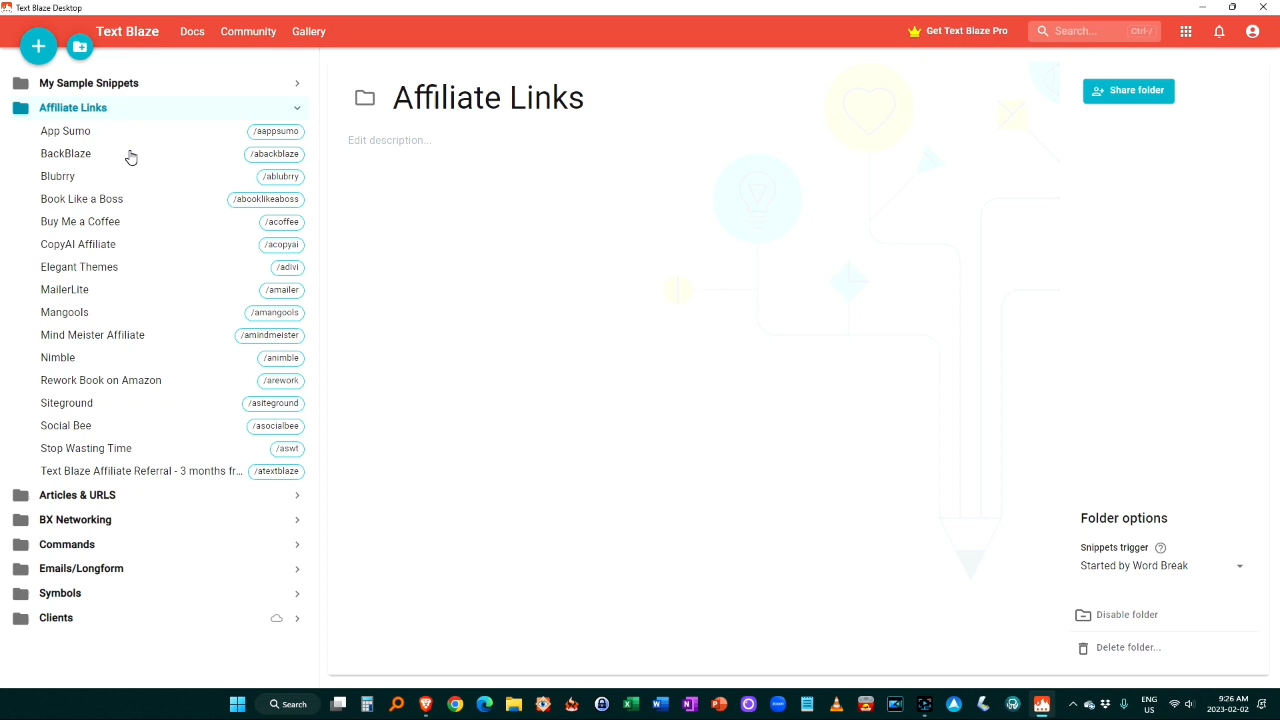 Text Blaze Desktop
Text Blaze
Docs
Community
Gallery
Get Text Blaze Pro
Search...
Ctrl-/
My Sample Snippets
Affiliate Links
App Sumo /aappsumo
BackBlaze /abackblaze
Blubrry /ablubrry
Book Like a Boss /abooklikeaboss
Buy Me a Coffee /acoffee
CopyAI Affiliate /acopyai
Elegant Themes /adivi
MailerLite /amailer
Mangools /amangools
Mind Meister Affiliate /amindmeister
Nimble /animble
Rework Book on Amazon /arework
Siteground /asiteground
Social Bee /asocialbee
Stop Wasting Time /aswt
Text Blaze Affiliate Referral - 3 months fr... /atextblaze
Articles & URLS
BX Networking
Commands
Emails/Longform
Symbols
Clients
Affiliate Links
Edit description...
Share folder
Folder options
Snippets trigger
Started by Word Break
Disable folder
Delete folder...
Search
ENG
US
9:26 AM
2023-02-02